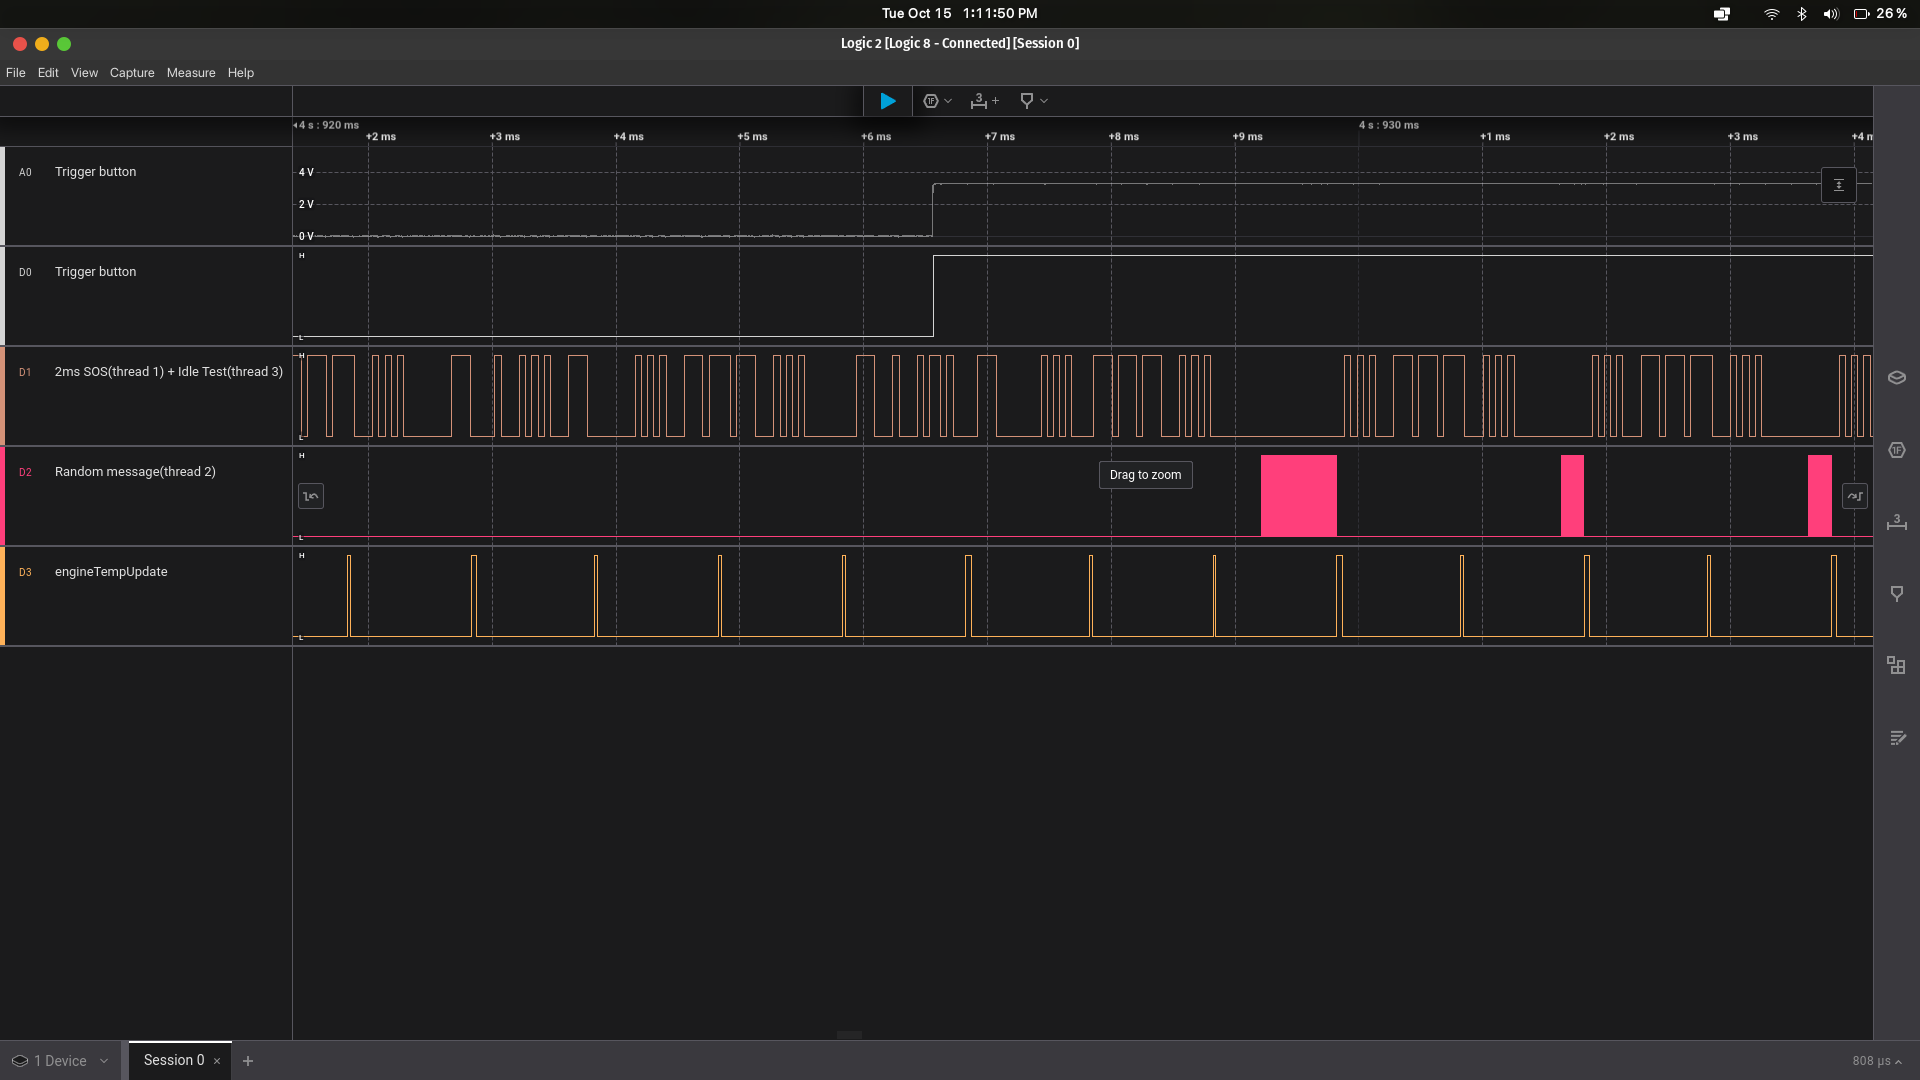 Tue Oct 15 1:11:50 PM
26%
Logic 2 [Logic 8 - Connected] [Session 0]
File Edit View Capture Measure Help
1F
3 +
4 s : 920 ms
4 s : 930 ms
+2 ms +3 ms +4 ms +5 ms +6 ms +7 ms +8 ms +9 ms +1 ms +2 ms +3 ms +4 m
A0 Trigger button
4 V
2 V
0 V
D0 Trigger button
H
L
D1 2ms SOS(thread 1) + Idle Test(thread 3)
H
L
D2 Random message(thread 2)
H
L
Drag to zoom
D3 engineTempUpdate
H
L
1F
3
1 Device
Session 0 × +
808 µs